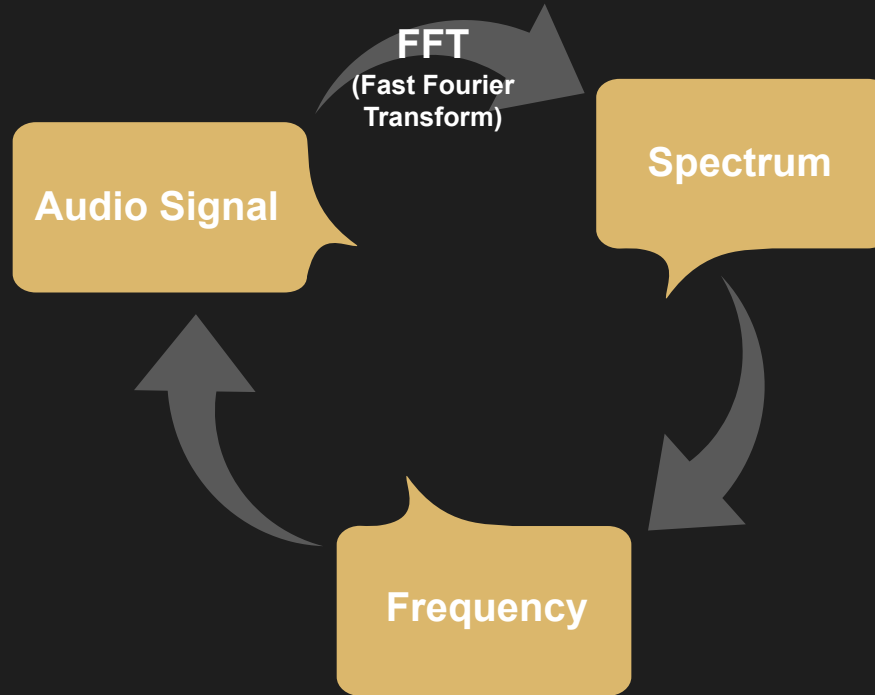 FFT
(Fast Fourier
Transform)
Spectrum
Audio Signal
Frequency